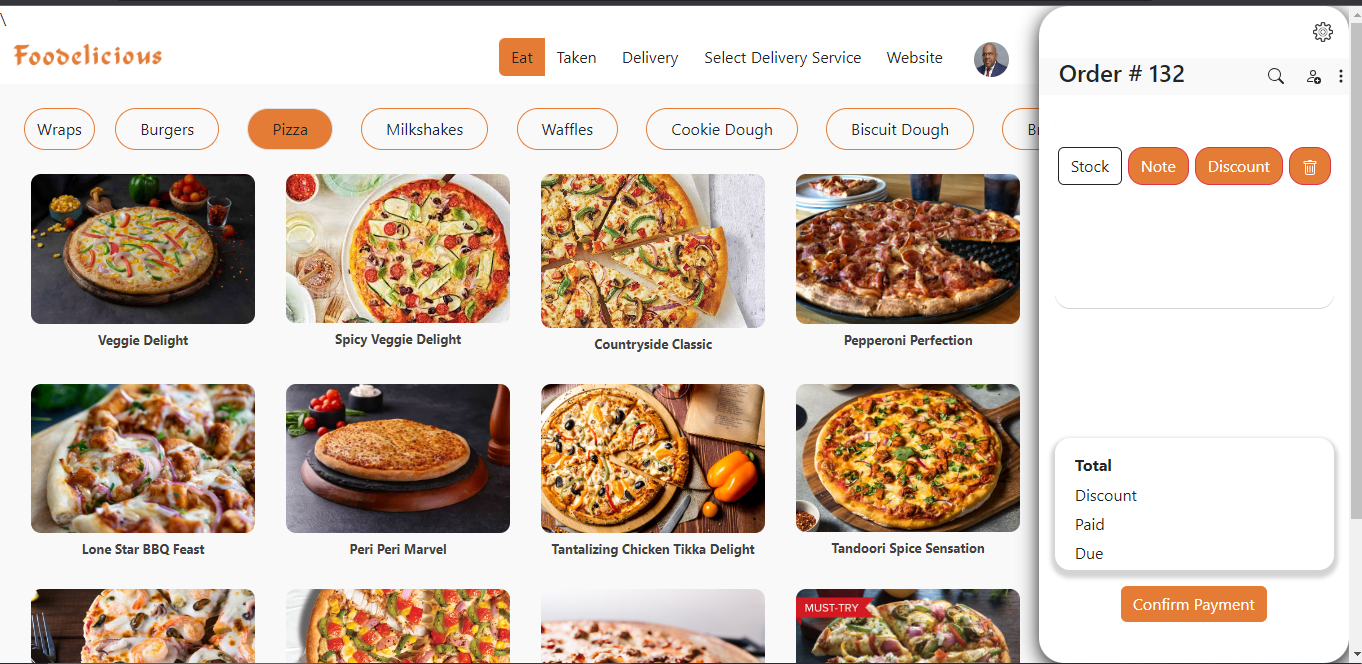 \
Foodelicious
Eat Taken Delivery Select Delivery Service Website
Order # 132
Wraps Burgers Pizza Milkshakes Waffles Cookie Dough Biscuit Dough
Stock Note Discount
Veggie Delight Spicy Veggie Delight Countryside Classic Pepperoni Perfection
Lone Star BBQ Feast Peri Peri Marvel Tantalizing Chicken Tikka Delight Tandoori Spice Sensation
Total
Discount
Paid
Due
MUST-TRY
Confirm Payment